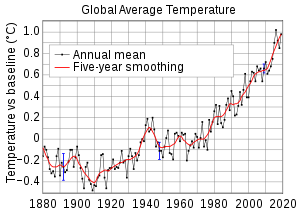 Global Average Temperature
Temperature vs baseline (°C)
1.0
0.8
0.6
0.4
0.2
0
−0.2
−0.4
Annual mean
Five-year smoothing
1880 1900 1920 1940 1960 1980 2000 2020